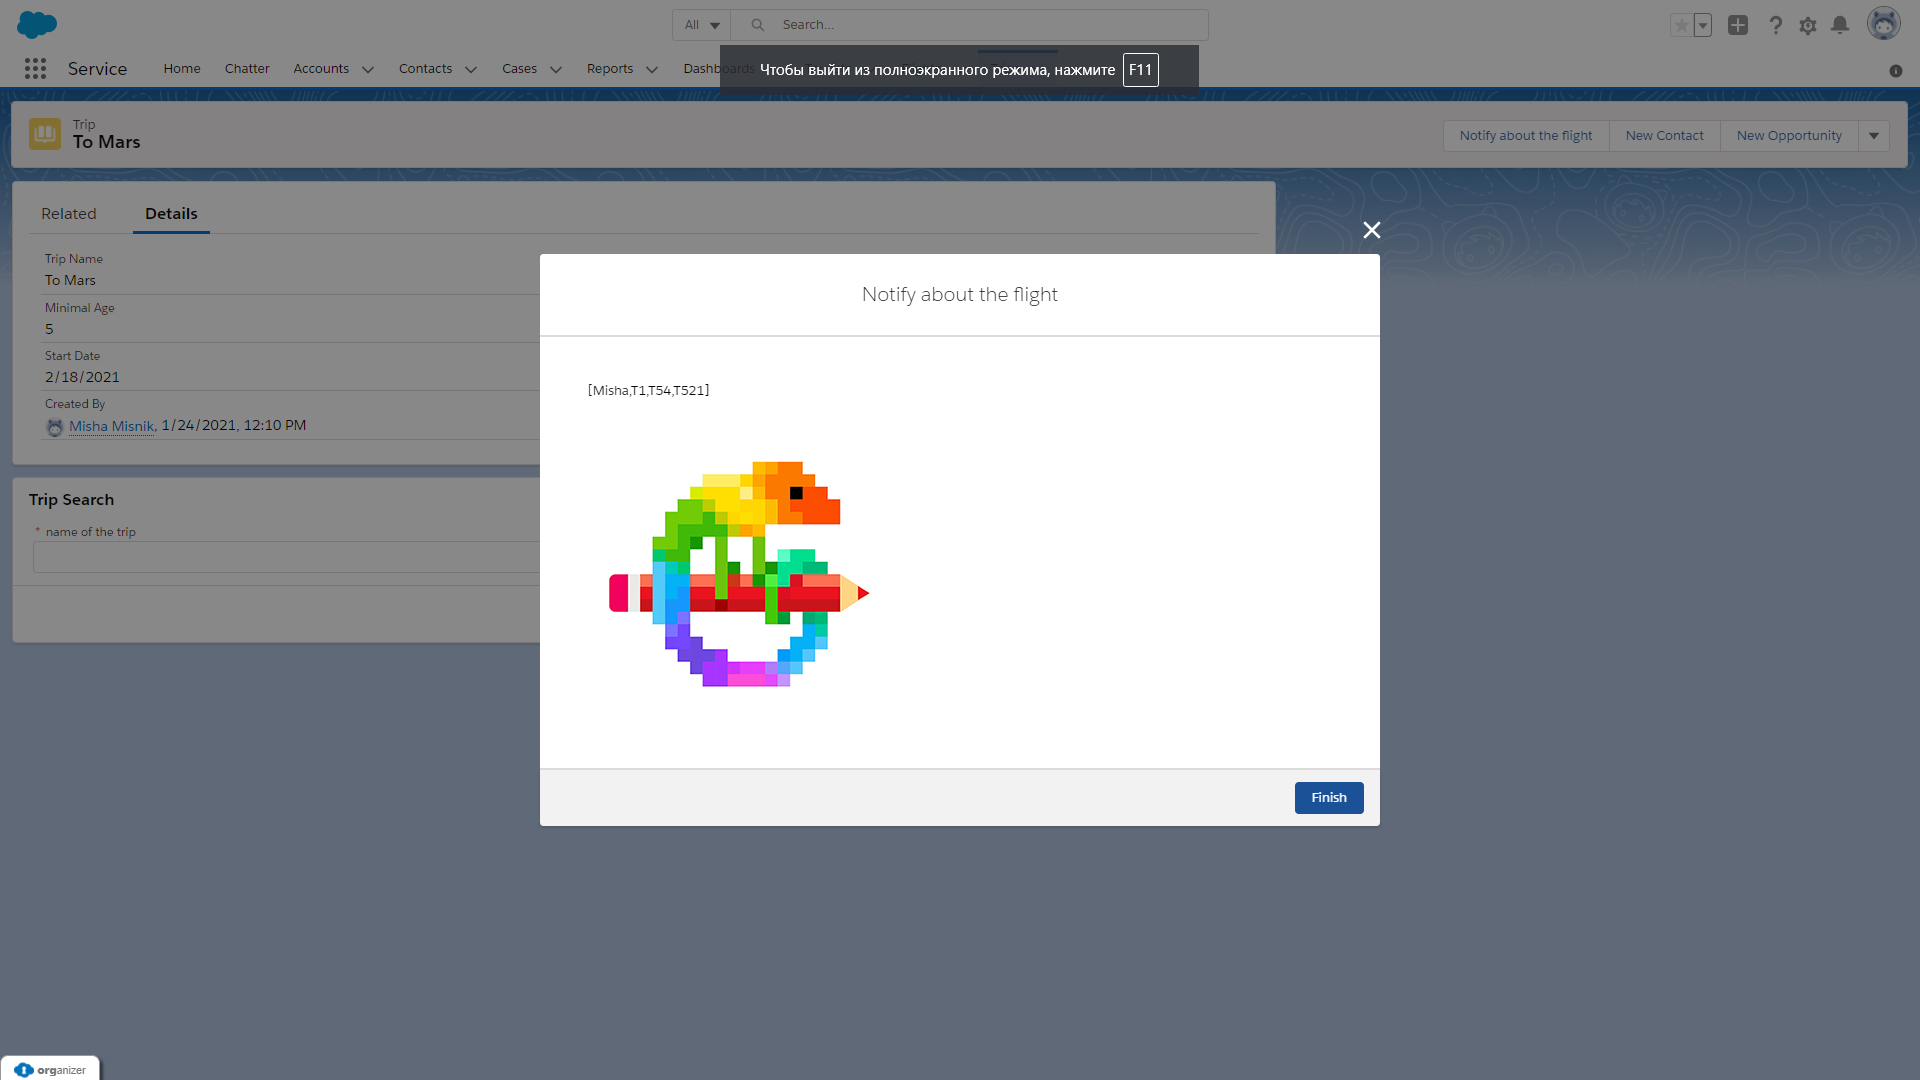 All
Search...
Service
Home
Chatter
Accounts
Contacts
Cases
Reports
Dashboards
Чтобы выйти из полноэкранного режима, нажмите F11
Trip
To Mars
Notify about the flight
New Contact
New Opportunity
Related
Details
Trip Name
To Mars
Minimal Age
5
Start Date
2/18/2021
Created By
Misha Misnik, 1/24/2021, 12:10 PM
Trip Search
* name of the trip
Notify about the flight
[Misha,T1,T54,T521]
Finish
organizer